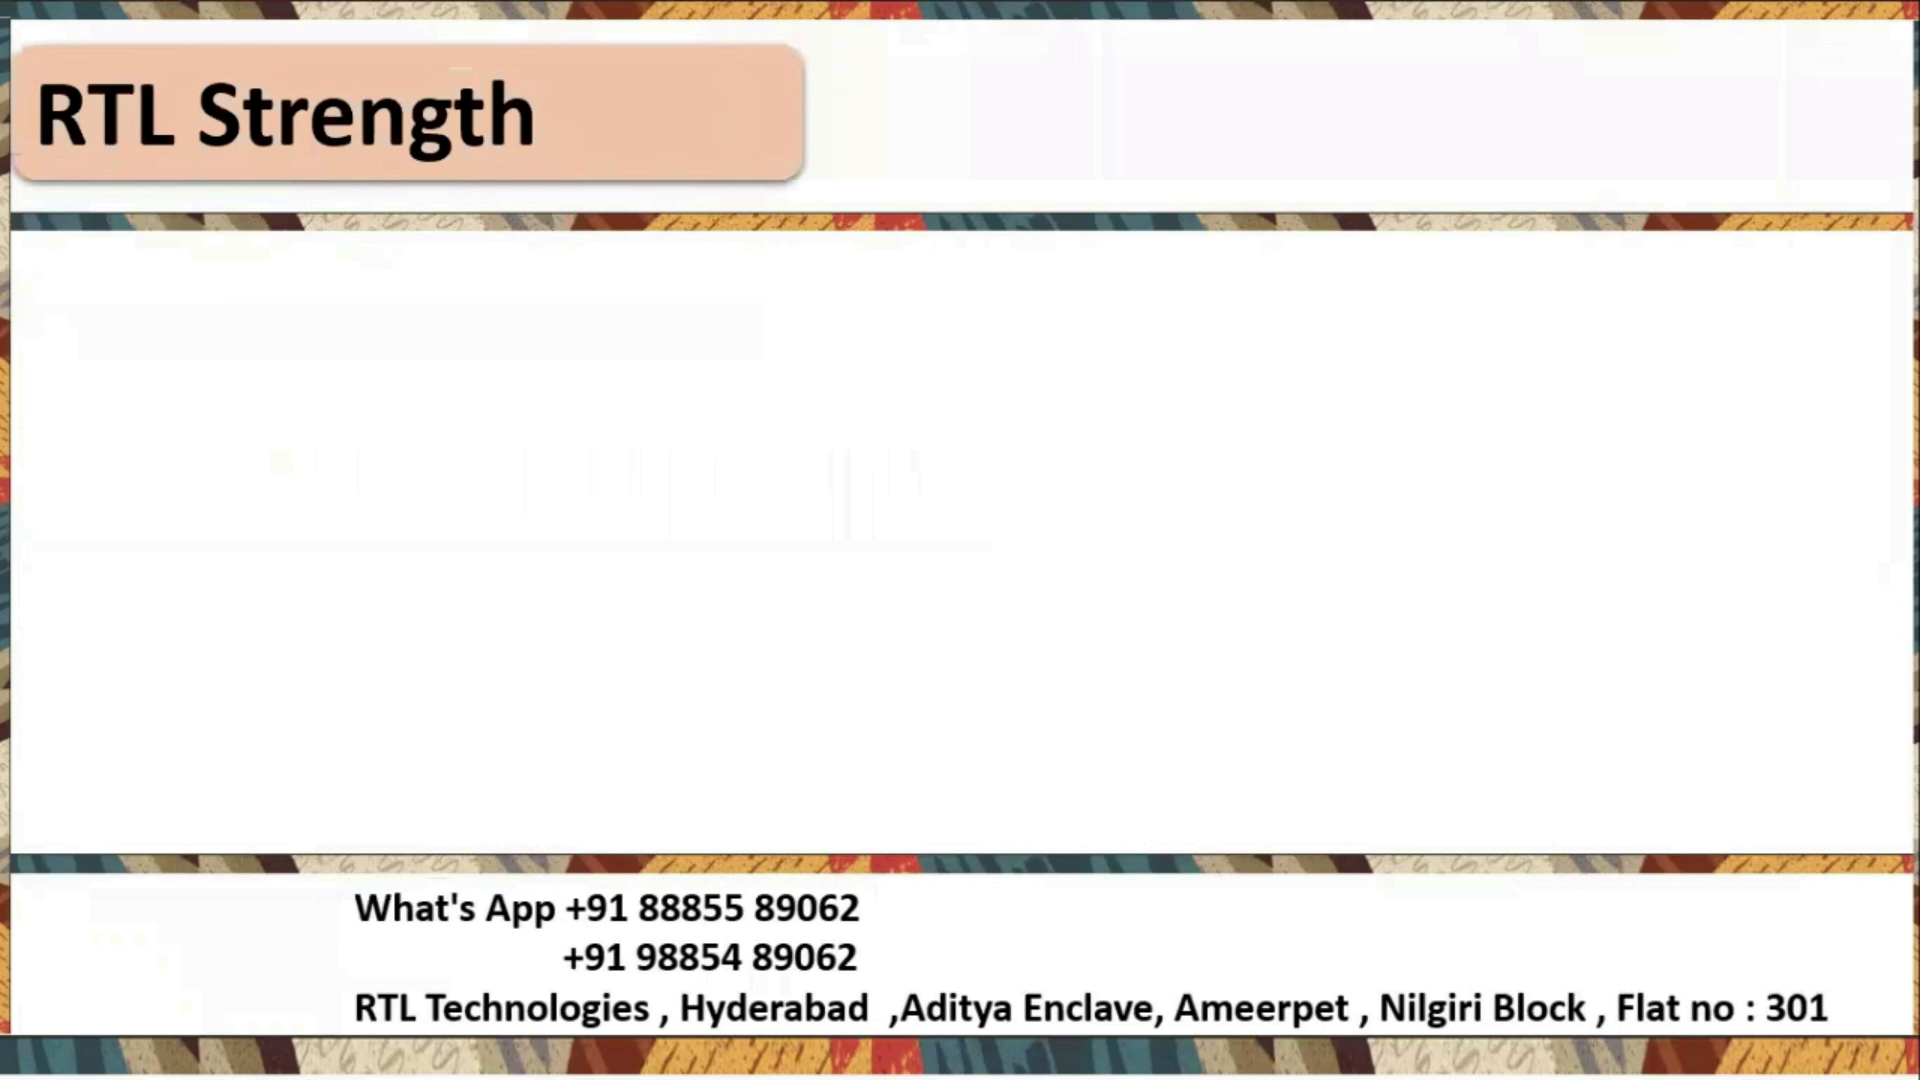 RTL Strength
What's App +91 88855 89062
+91 98854 89062
RTL Technologies , Hyderabad ,Aditya Enclave, Ameerpet , Nilgiri Block , Flat no : 301